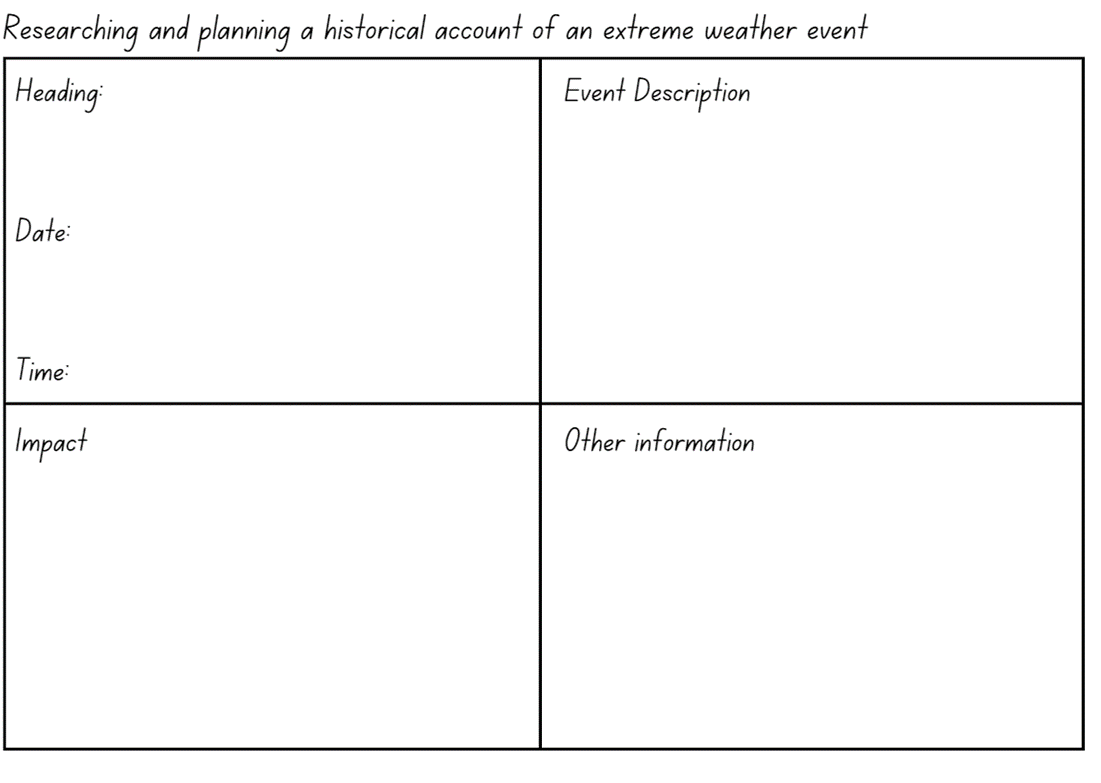 Researching and planning a historical account of an extreme weather event
Heading:
Date:
Time:
Event Description
Impact
Other information